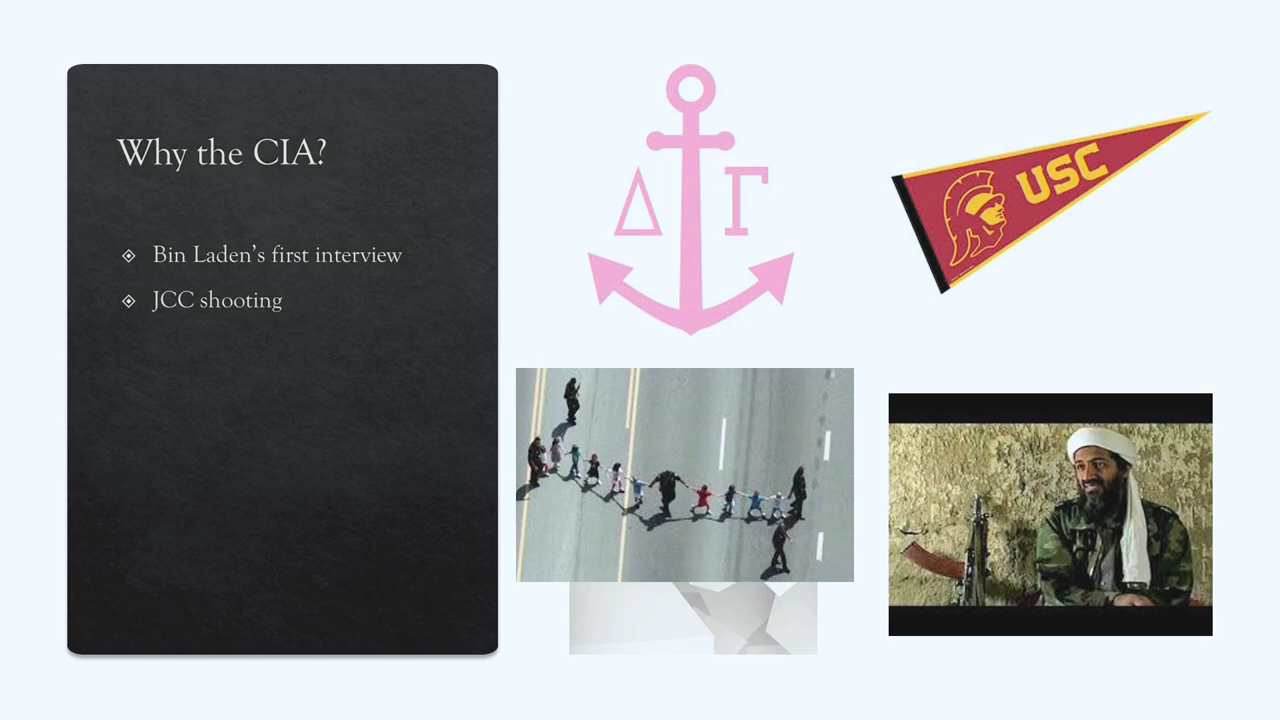 Why the CIA?
Bin Laden's first interview
JCC shooting
Δ Γ
USC